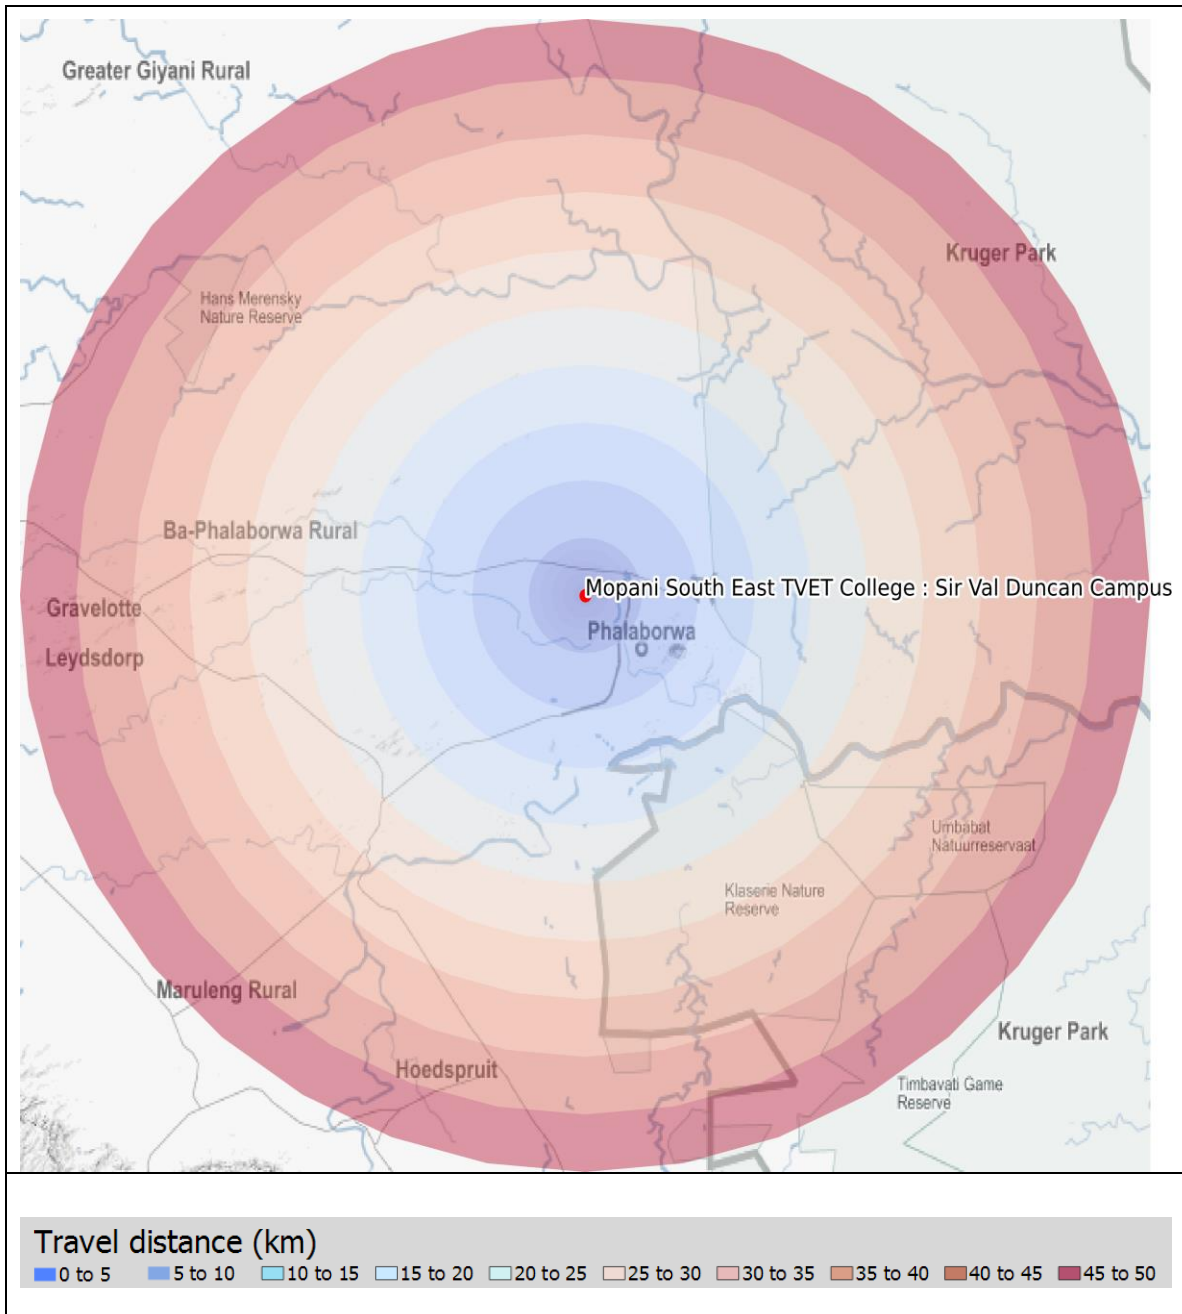 Greater Giyani Rural
Kruger Park
Hans Merensky
Nature Reserve
Ba-Phalaborwa Rural
Mopani South East TVET College : Sir Val Duncan Campus
Gravelotte
Phalaborwa
Leydsdorp
Umbabat
Natuurreservaat
Klaserie Nature
Reserve
Maruleng Rural
Kruger Park
Hoedspruit
Timbavati Game
Reserve
Travel distance (km)
0 to 5 5 to 10 10 to 15 15 to 20 20 to 25 25 to 30 30 to 35 35 to 40 40 to 45 45 to 50